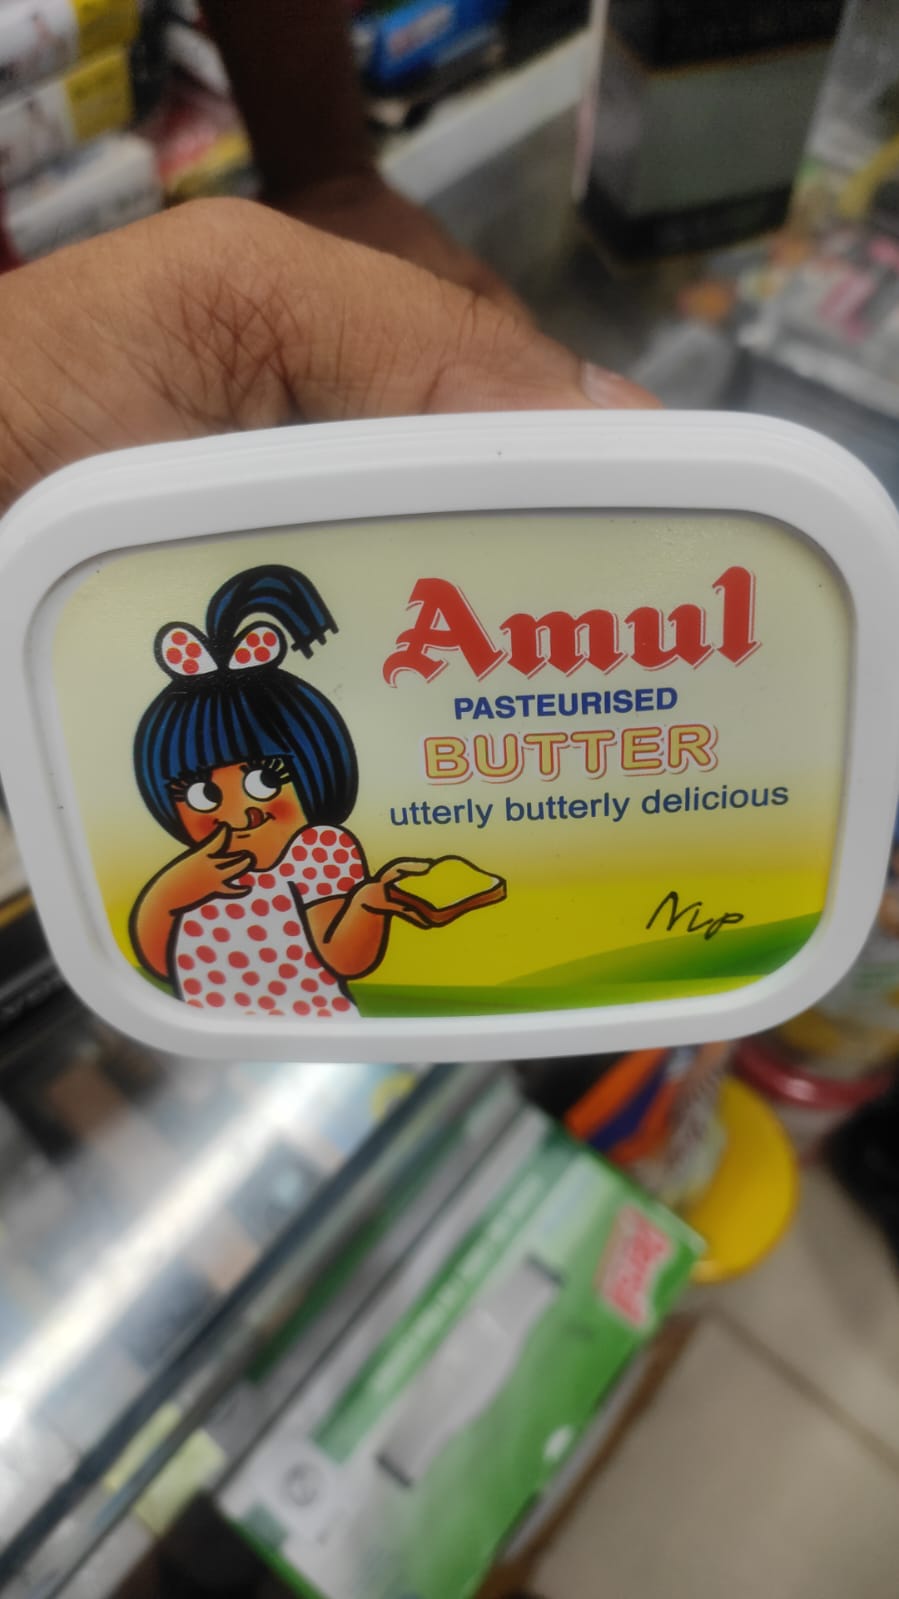 Amul
PASTEURISED
BUTTER
utterly butterly delicious